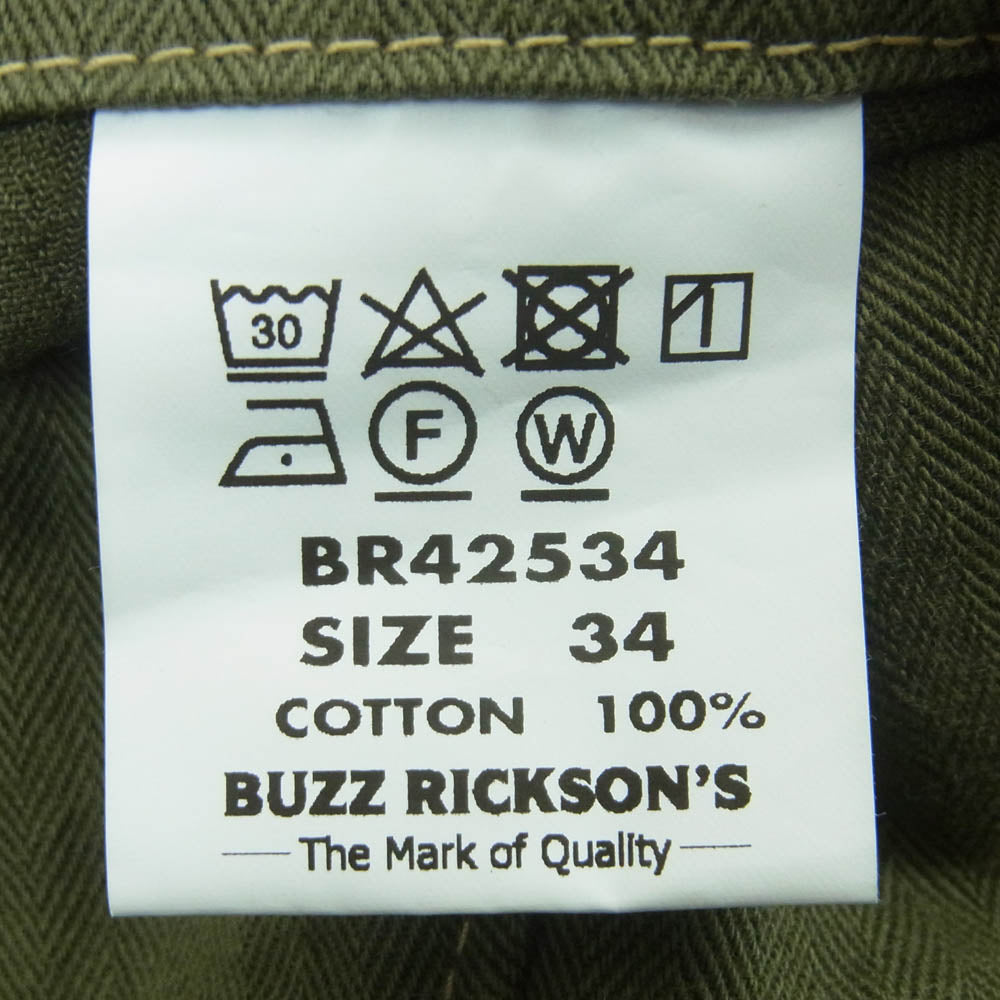 30
F W
BR42534
SIZE 34
COTTON 100%
BUZZ RICKSON'S
The Mark of Quality